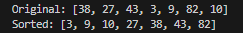 Original: [38, 27, 43, 3, 9, 82, 10]
Sorted: [3, 9, 10, 27, 38, 43, 82]